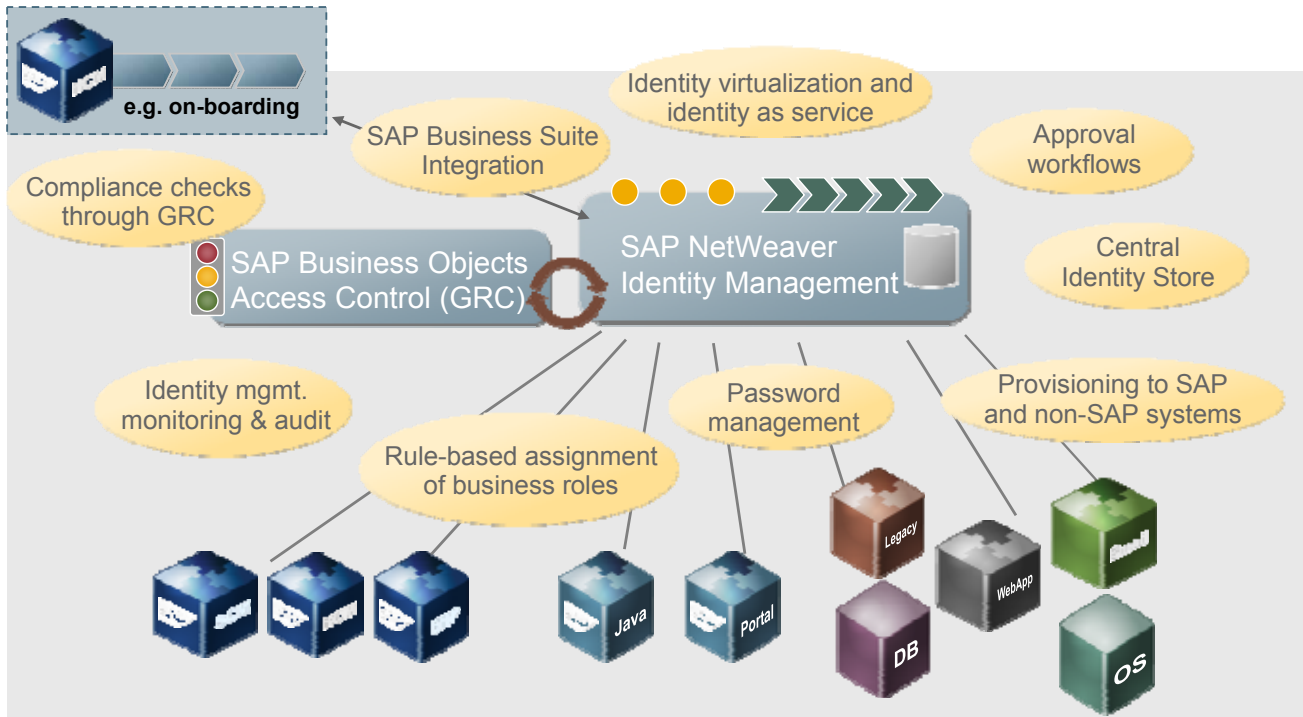 e.g. on-boarding
Identity virtualization and
identity as service
SAP Business Suite
Integration
Approval
workflows
Compliance checks
through GRC
SAP Business Objects
Access Control (GRC)
SAP NetWeaver
Identity Management
Central
Identity Store
Identity mgmt.
monitoring & audit
Password
management
Provisioning to SAP
and non-SAP systems
Rule-based assignment
of business roles
Legacy
WebApp
Java
Portal
DB
OS